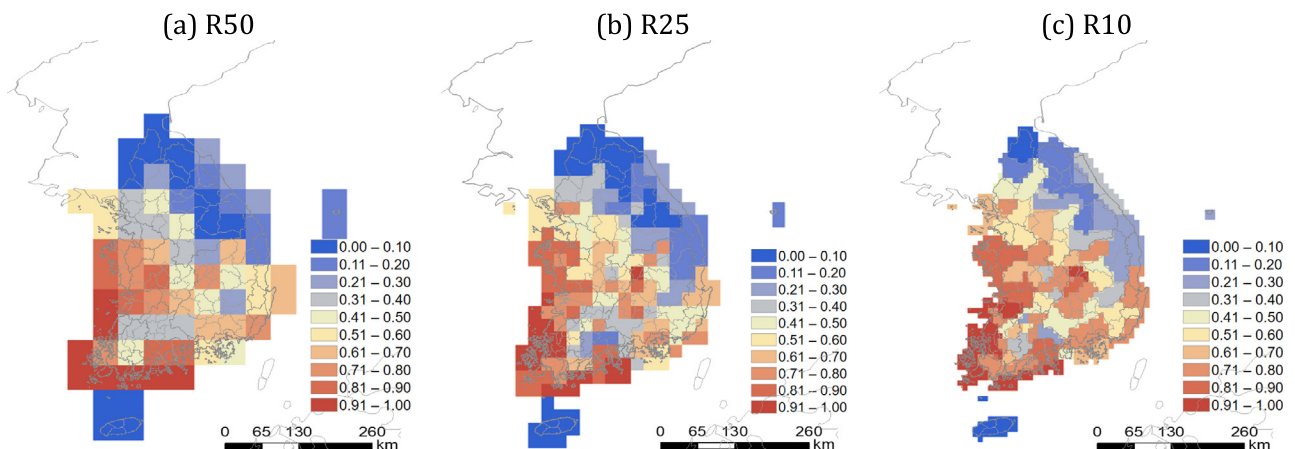 (a) R50
(b) R25
(c) R10
0.00 – 0.10
0.11 – 0.20
0.21 – 0.30
0.31 – 0.40
0.41 – 0.50
0.51 – 0.60
0.61 – 0.70
0.71 – 0.80
0.81 – 0.90
0.91 – 1.00
0 65 130 260
km
0.00 – 0.10
0.11 – 0.20
0.21 – 0.30
0.31 – 0.40
0.41 – 0.50
0.51 – 0.60
0.61 – 0.70
0.71 – 0.80
0.81 – 0.90
0.91 – 1.00
0 65 130 260
km
0.00 – 0.10
0.11 – 0.20
0.21 – 0.30
0.31 – 0.40
0.41 – 0.50
0.51 – 0.60
0.61 – 0.70
0.71 – 0.80
0.81 – 0.90
0.91 – 1.00
0 65 130 260
km